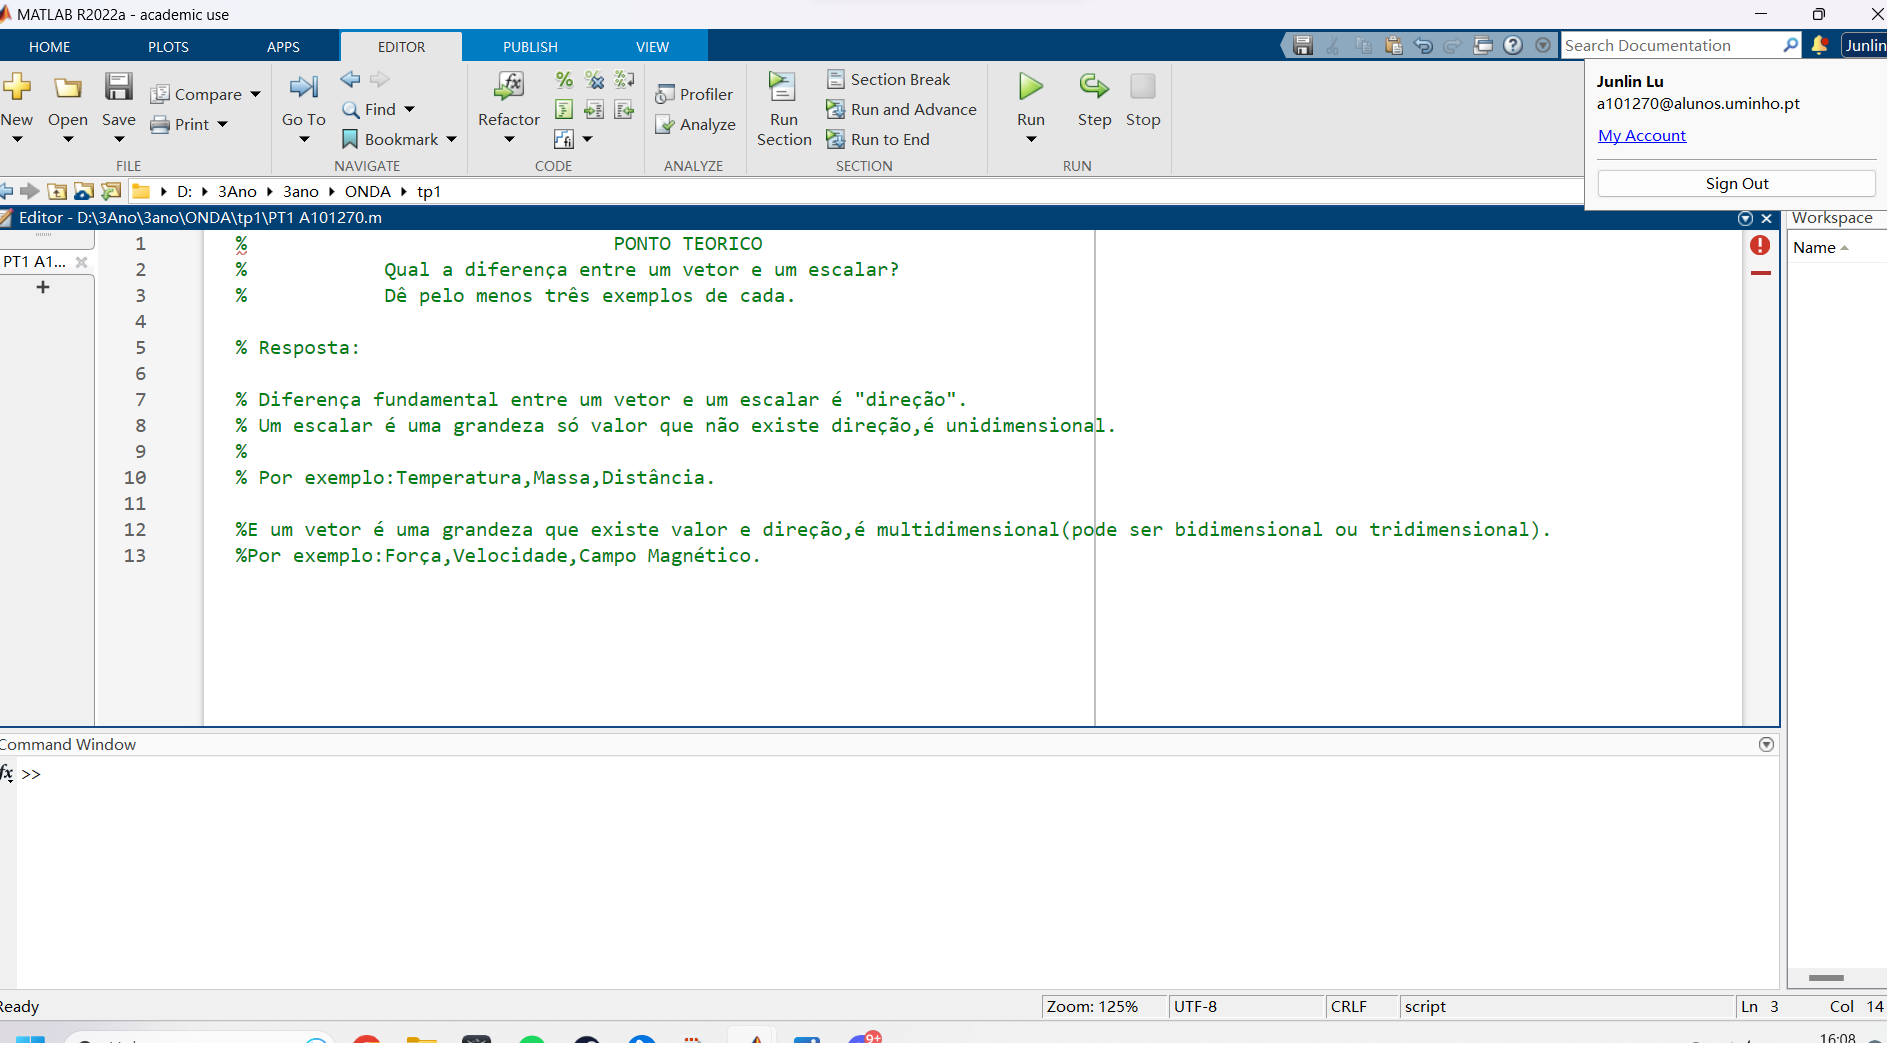 MATLAB R2022a - academic use
HOME PLOTS APPS EDITOR PUBLISH VIEW Search Documentation Junlin
Junlin Lu
a101270@alunos.uminho.pt
My Account
Sign Out
New Open Save Compare Print
FILE
Go To Find Bookmark
NAVIGATE
Refactor
CODE
Profiler Analyze
ANALYZE
Run Section Section Break Run and Advance Run to End
SECTION
Run Step Stop
RUN
D: 3Ano 3ano ONDA tp1
Editor - D:\3Ano\3ano\ONDA\tp1\PT1 A101270.m
Workspace
Name
PT1 A1...
1 % PONTO TEORICO
2 % Qual a diferença entre um vetor e um escalar?
3 % Dê pelo menos três exemplos de cada.
4
5 % Resposta:
6
7 % Diferença fundamental entre um vetor e um escalar é "direção".
8 % Um escalar é uma grandeza só valor que não existe direção,é unidimensional.
9 %
10 % Por exemplo:Temperatura,Massa,Distância.
11
12 %E um vetor é uma grandeza que existe valor e direção,é multidimensional(pode ser bidimensional ou tridimensional).
13 %Por exemplo:Força,Velocidade,Campo Magnético.
Command Window
fx >>
Ready Zoom: 125% UTF-8 CRLF script Ln 3 Col 14
9+ 16:08